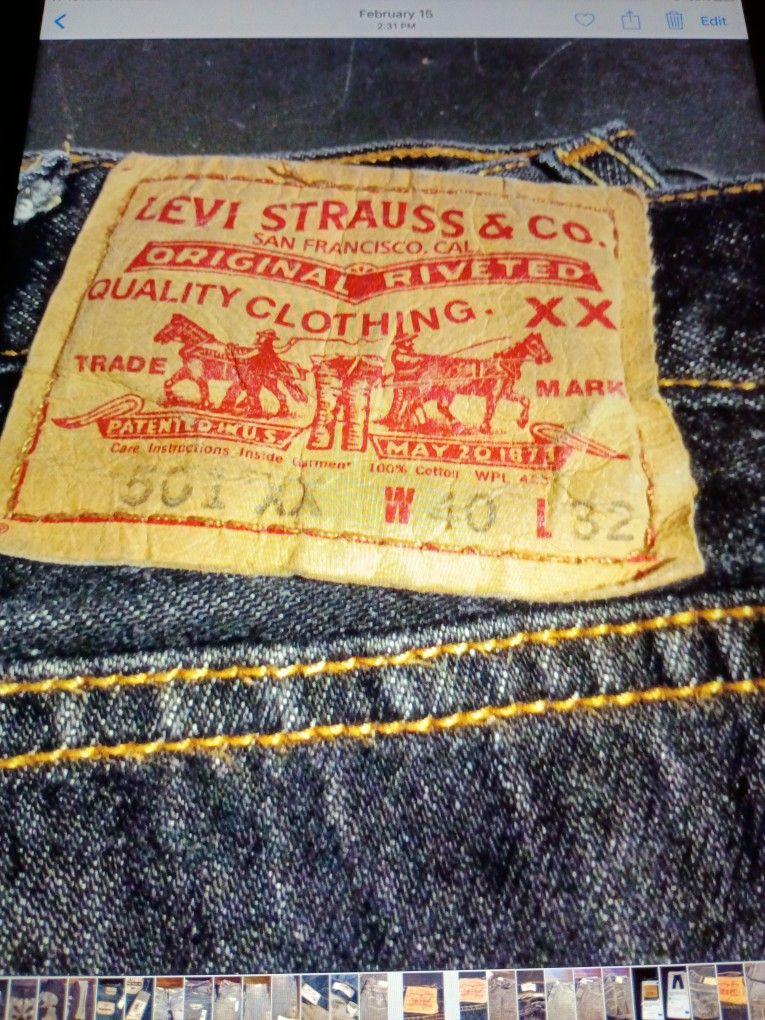 February 15
2:31 PM
Edit
LEVI STRAUSS & CO.
SAN FRANCISCO, CAL
ORIGINAL RIVETED
QUALITY CLOTHING. XX
TRADE MARK
PATENTED IN U.S. MAY 20 1873
Care Instructions Inside Garment 100% Cotton WPL
501 XX W 40 L 32